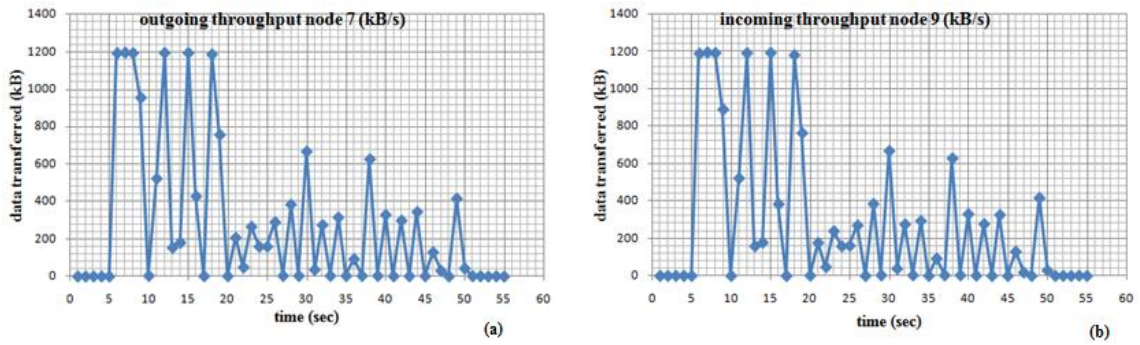 outgoing throughput node 7 (kB/s)
data transferred (kB)
1400
1200
1000
800
600
400
200
0
0 5 10 15 20 25 30 35 40 45 50 55 60
time (sec)
(a)
incoming throughput node 9 (kB/s)
data transferred (kB)
1400
1200
1000
800
600
400
200
0
0 5 10 15 20 25 30 35 40 45 50 55 60
time (sec)
(b)